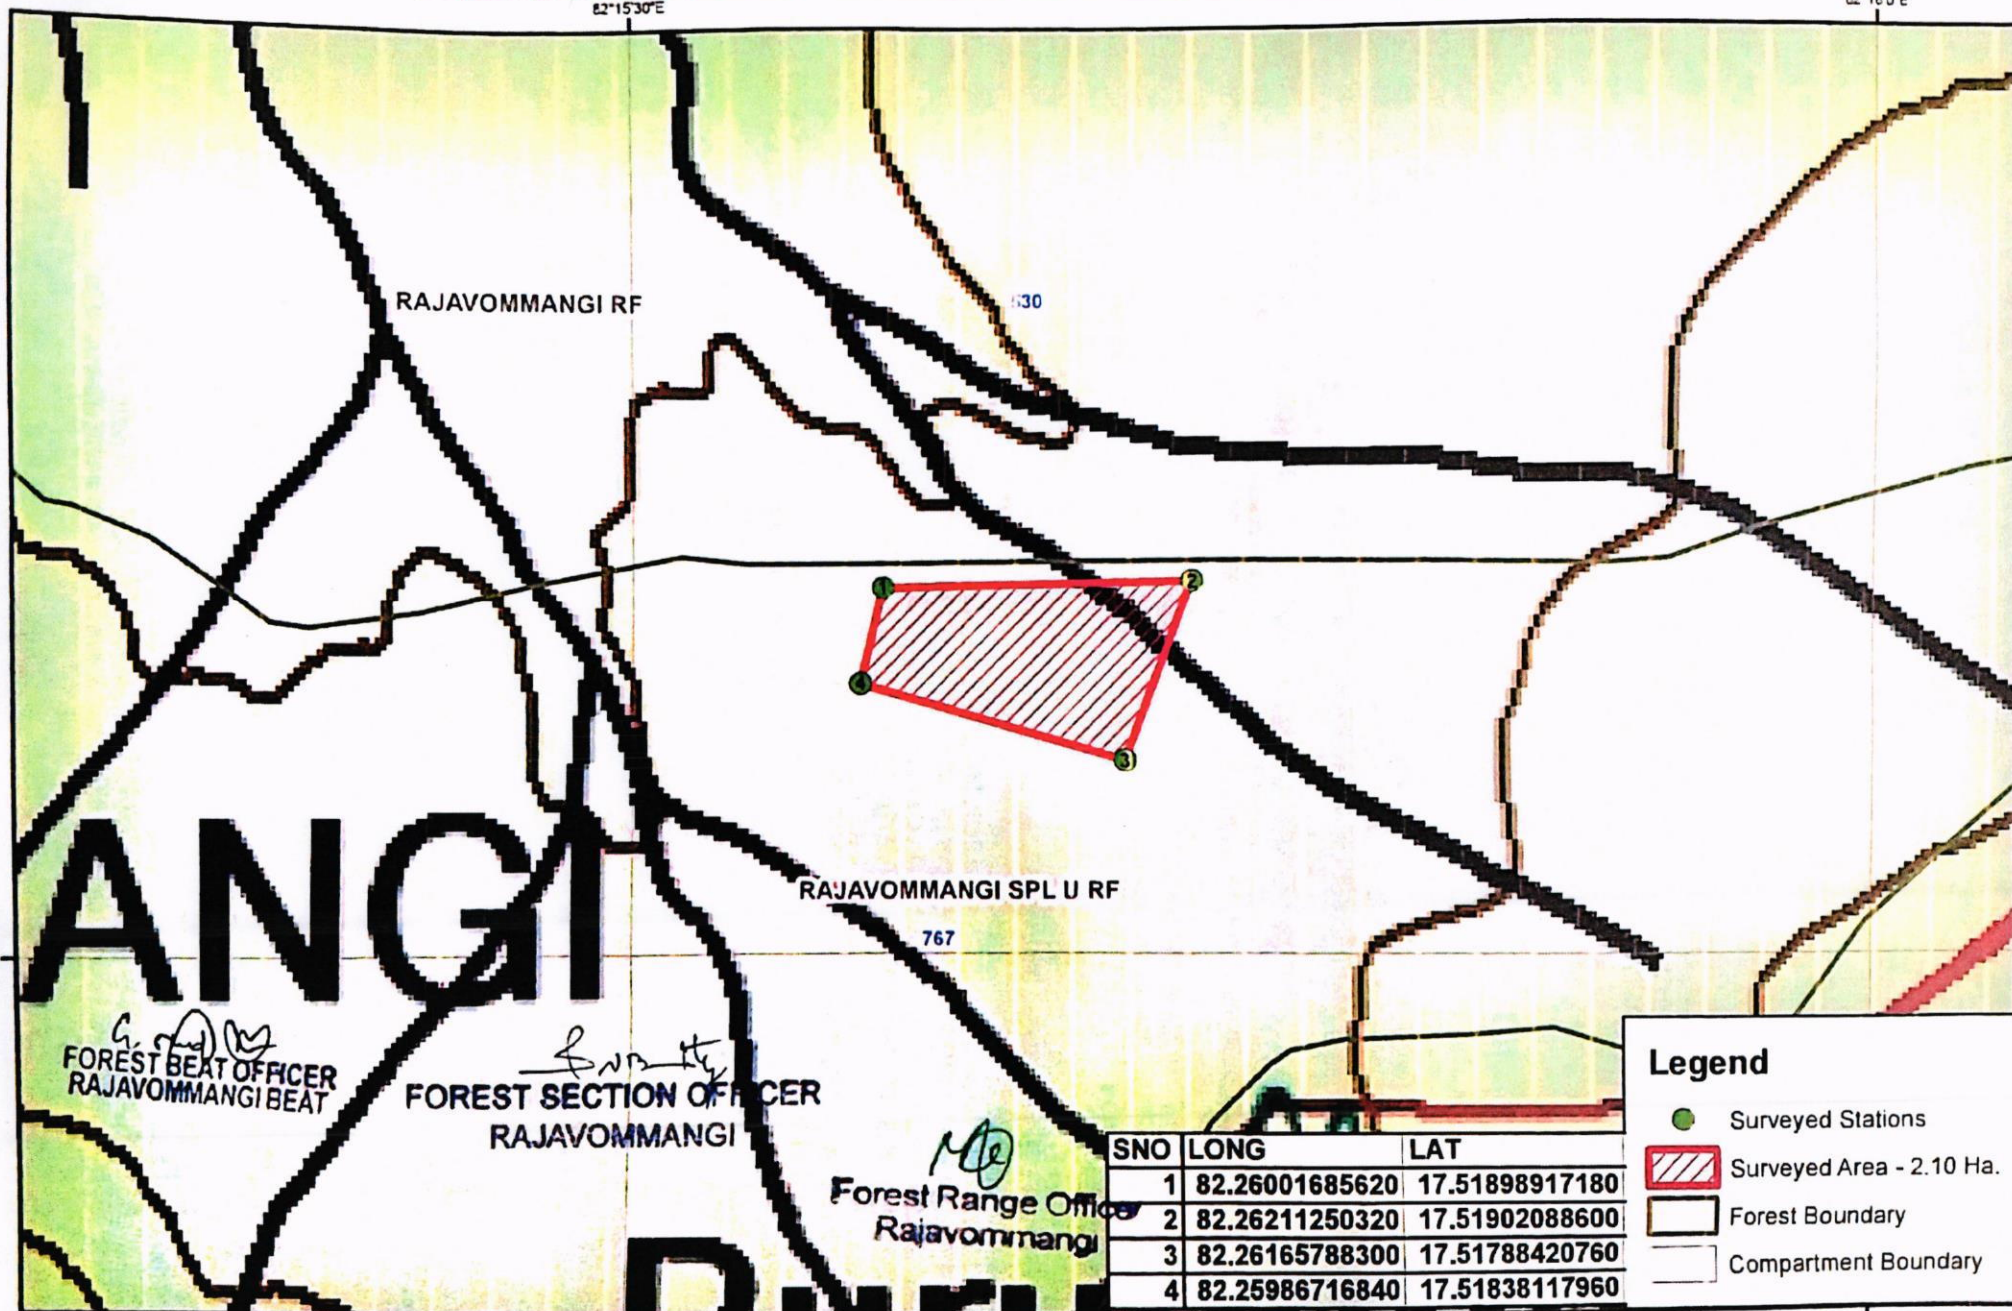 82°15'30"E
RAJAVOMMANGI RF
RAJAVOMMANGI SPL U RF
767
ANGI
FOREST BEAT OFFICER
RAJAVOMMANGI BEAT
FOREST SECTION OFFICER
RAJAVOMMANGI
Forest Range Officer
Rajavommangi
1
2
3
4
SNO LONG LAT
1 82.26001685620 17.51898917180
2 82.26211250320 17.51902088600
3 82.26165788300 17.51788420760
4 82.25986716840 17.51838117960
Legend
Surveyed Stations
Surveyed Area - 2.10 Ha.
Forest Boundary
Compartment Boundary